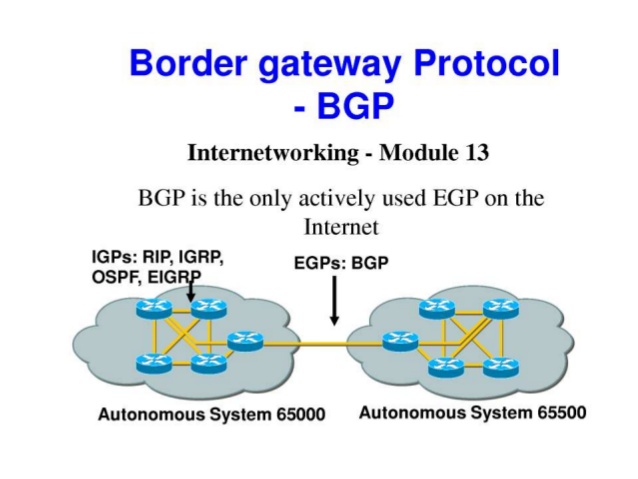 Border gateway Protocol
- BGP
Internetworking - Module 13
BGP is the only actively used EGP on the
Internet
IGPs: RIP, IGRP,
OSPF, EIGRP
EGPs: BGP
Autonomous System 65000
Autonomous System 65500